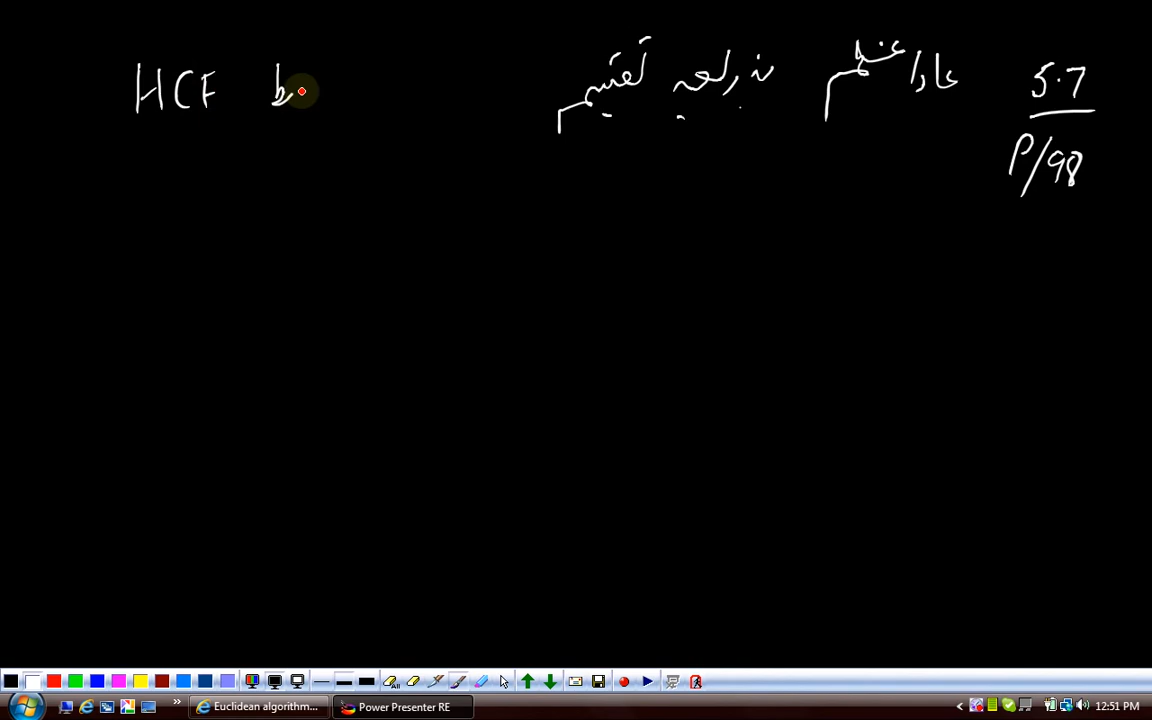 HCF b
عاد اعظم بذریعہ تقسیم
5.7
P/98
Euclidean algorithm...
Power Presenter RE
12:51 PM